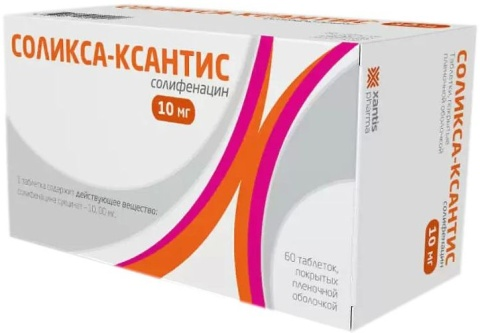 СОЛИКСА-КСАНТИС
солифенацин
10 мг
1 таблетка содержит действующее вещество:
солифенацина сукцинат – 10,00 мг.
60 таблеток,
покрытых
пленочной
оболочкой
xantis
pharma
Таблетки, покрытые
пленочной оболочкой
СОЛИКСА-КСАНТИС
солифенацин
10 мг